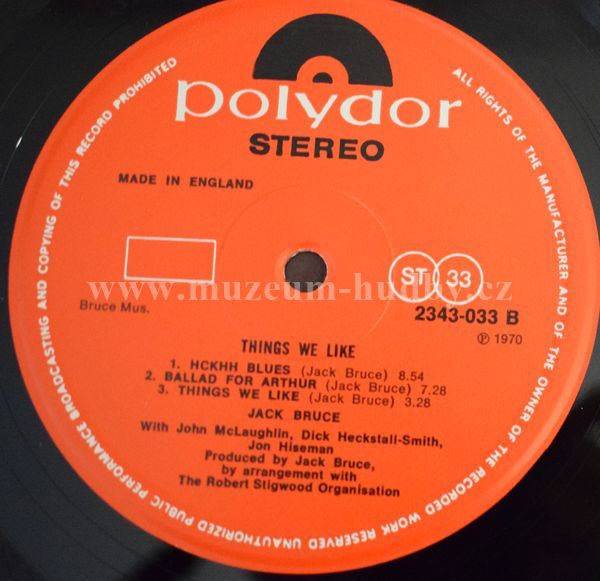 polydor
STEREO
MADE IN ENGLAND
ST 33
www.muzeum-hudby.cz
Bruce Mus.
2343-033 B
℗ 1970
THINGS WE LIKE
1. HCKHH BLUES (Jack Bruce) 8.54
2. BALLAD FOR ARTHUR (Jack Bruce) 7.28
3. THINGS WE LIKE (Jack Bruce) 3.28
JACK BRUCE
With John McLaughlin, Dick Heckstall-Smith,
Jon Hiseman
Produced by Jack Bruce,
by arrangement with
The Robert Stigwood Organisation
ALL RIGHTS OF THE MANUFACTURER AND OF THE OWNER OF THE RECORDED WORK RESERVED UNAUTHORIZED PUBLIC PERFORMANCE BROADCASTING AND COPYING OF THIS RECORD PROHIBITED